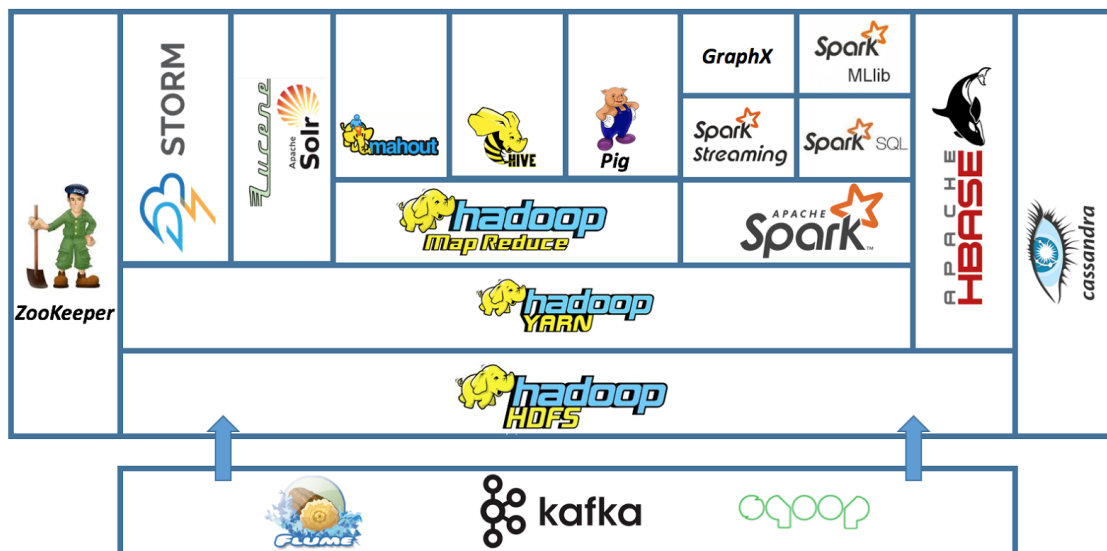 ZooKeeper
STORM
Lucene
Apache
Solr
mahout
HIVE
Pig
GraphX
Spark
MLlib
Spark
Streaming
Spark SQL
hadoop
Map Reduce
APACHE
Spark™
APACHE
HBASE
cassandra
hadoop
YARN
hadoop
HDFS
FLUME
kafka
sqoop